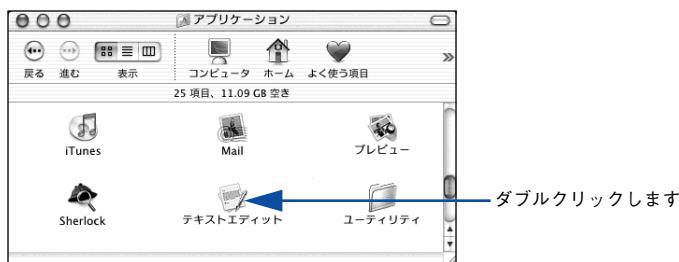 アプリケーション
戻る 進む 表示 コンピュータ ホーム よく使う項目
25 項目、11.09 GB 空き
iTunes Mail プレビュー
Sherlock テキストエディット ユーティリティ
ダブルクリックします